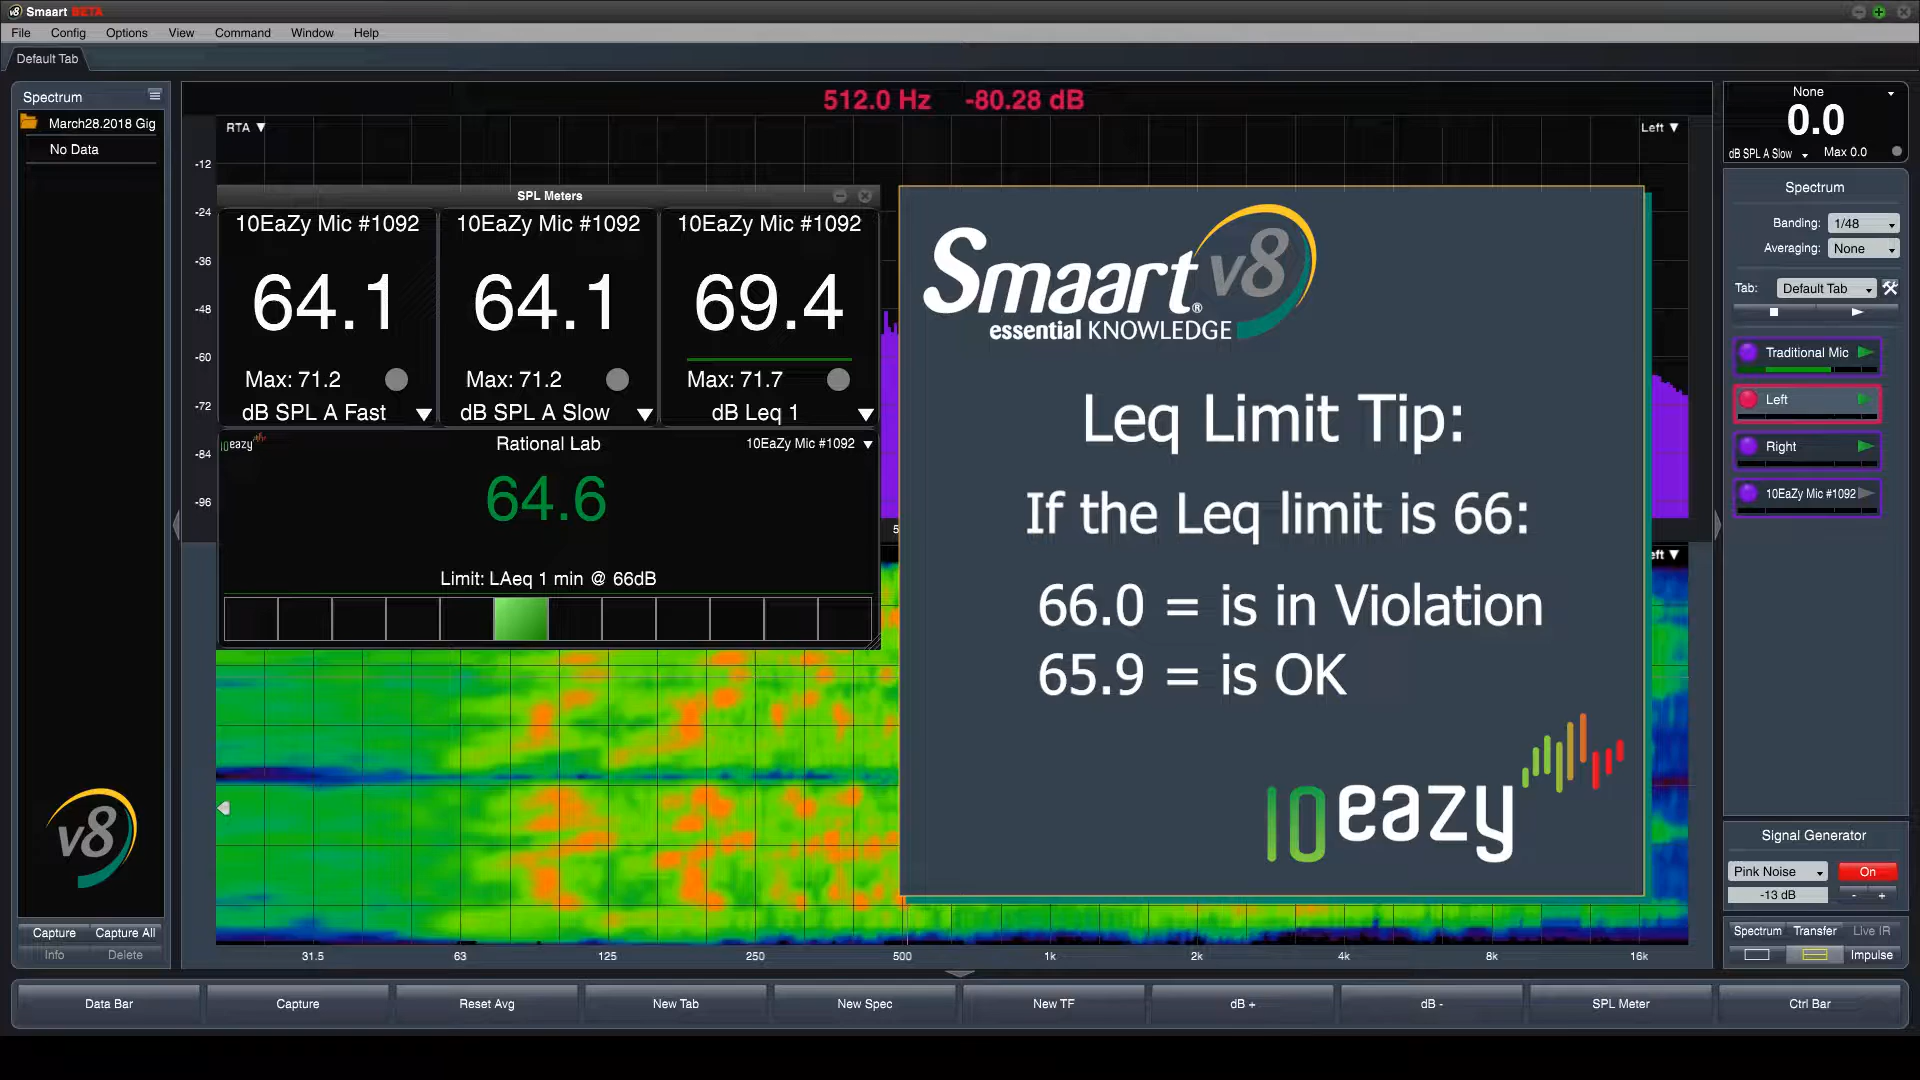 v8 Smaart BETA
File Config Options View Command Window Help
Default Tab
Spectrum
March28.2018 Gig
No Data
v8
Capture Capture All
Info Delete
512.0 Hz -80.28 dB
RTA
Left
-12
-24
-36
-48
-60
-72
-84
-96
SPL Meters
10EaZy Mic #1092 10EaZy Mic #1092 10EaZy Mic #1092
64.1 64.1 69.4
Max: 71.2 Max: 71.2 Max: 71.7
dB SPL A Fast dB SPL A Slow dB Leq 1
10eazy Rational Lab 10EaZy Mic #1092
64.6
Limit: LAeq 1 min @ 66dB
Smaart® v8
essential KNOWLEDGE
Leq Limit Tip:
If the Leq limit is 66:
66.0 = is in Violation
65.9 = is OK
10eazy
5
eft
31.5 63 125 250 500 1k 2k 4k 8k 16k
None
0.0
dB SPL A Slow Max 0.0
Spectrum
Banding: 1/48
Averaging: None
Tab: Default Tab
Traditional Mic
Left
Right
10EaZy Mic #1092
Signal Generator
Pink Noise On
-13 dB - +
Spectrum Transfer Live IR
Impulse
Data Bar Capture Reset Avg New Tab New Spec New TF dB + dB - SPL Meter Ctrl Bar